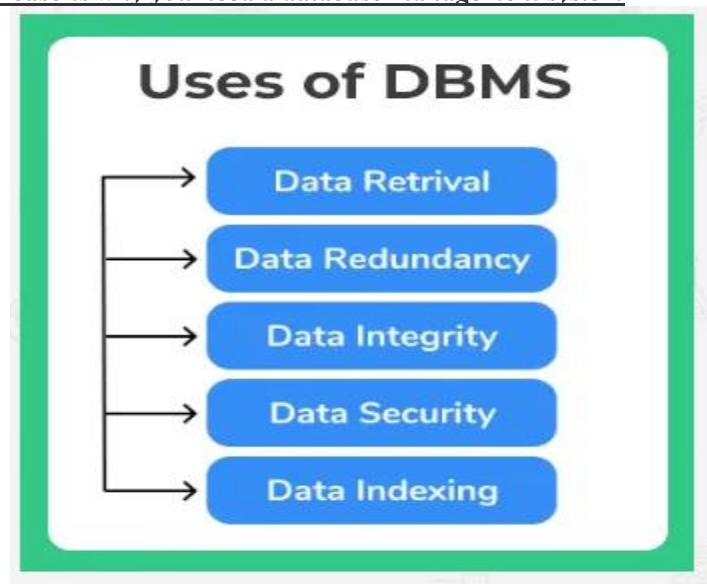 Uses of DBMS
Data Retrival
Data Redundancy
Data Integrity
Data Security
Data Indexing